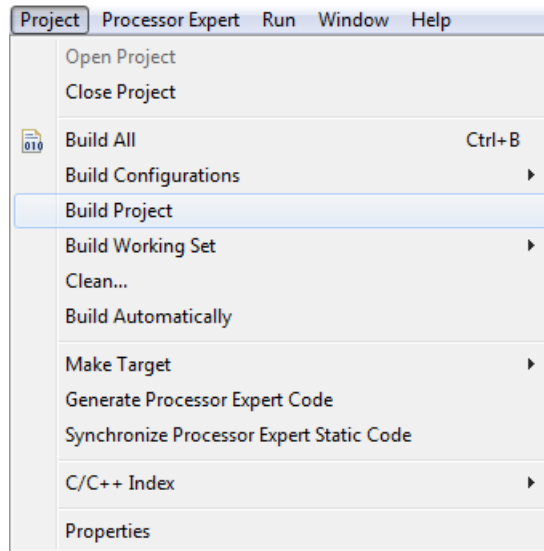 Project Processor Expert Run Window Help
Open Project
Close Project
010
Build All Ctrl+B
Build Configurations
Build Project
Build Working Set
Clean...
Build Automatically
Make Target
Generate Processor Expert Code
Synchronize Processor Expert Static Code
C/C++ Index
Properties